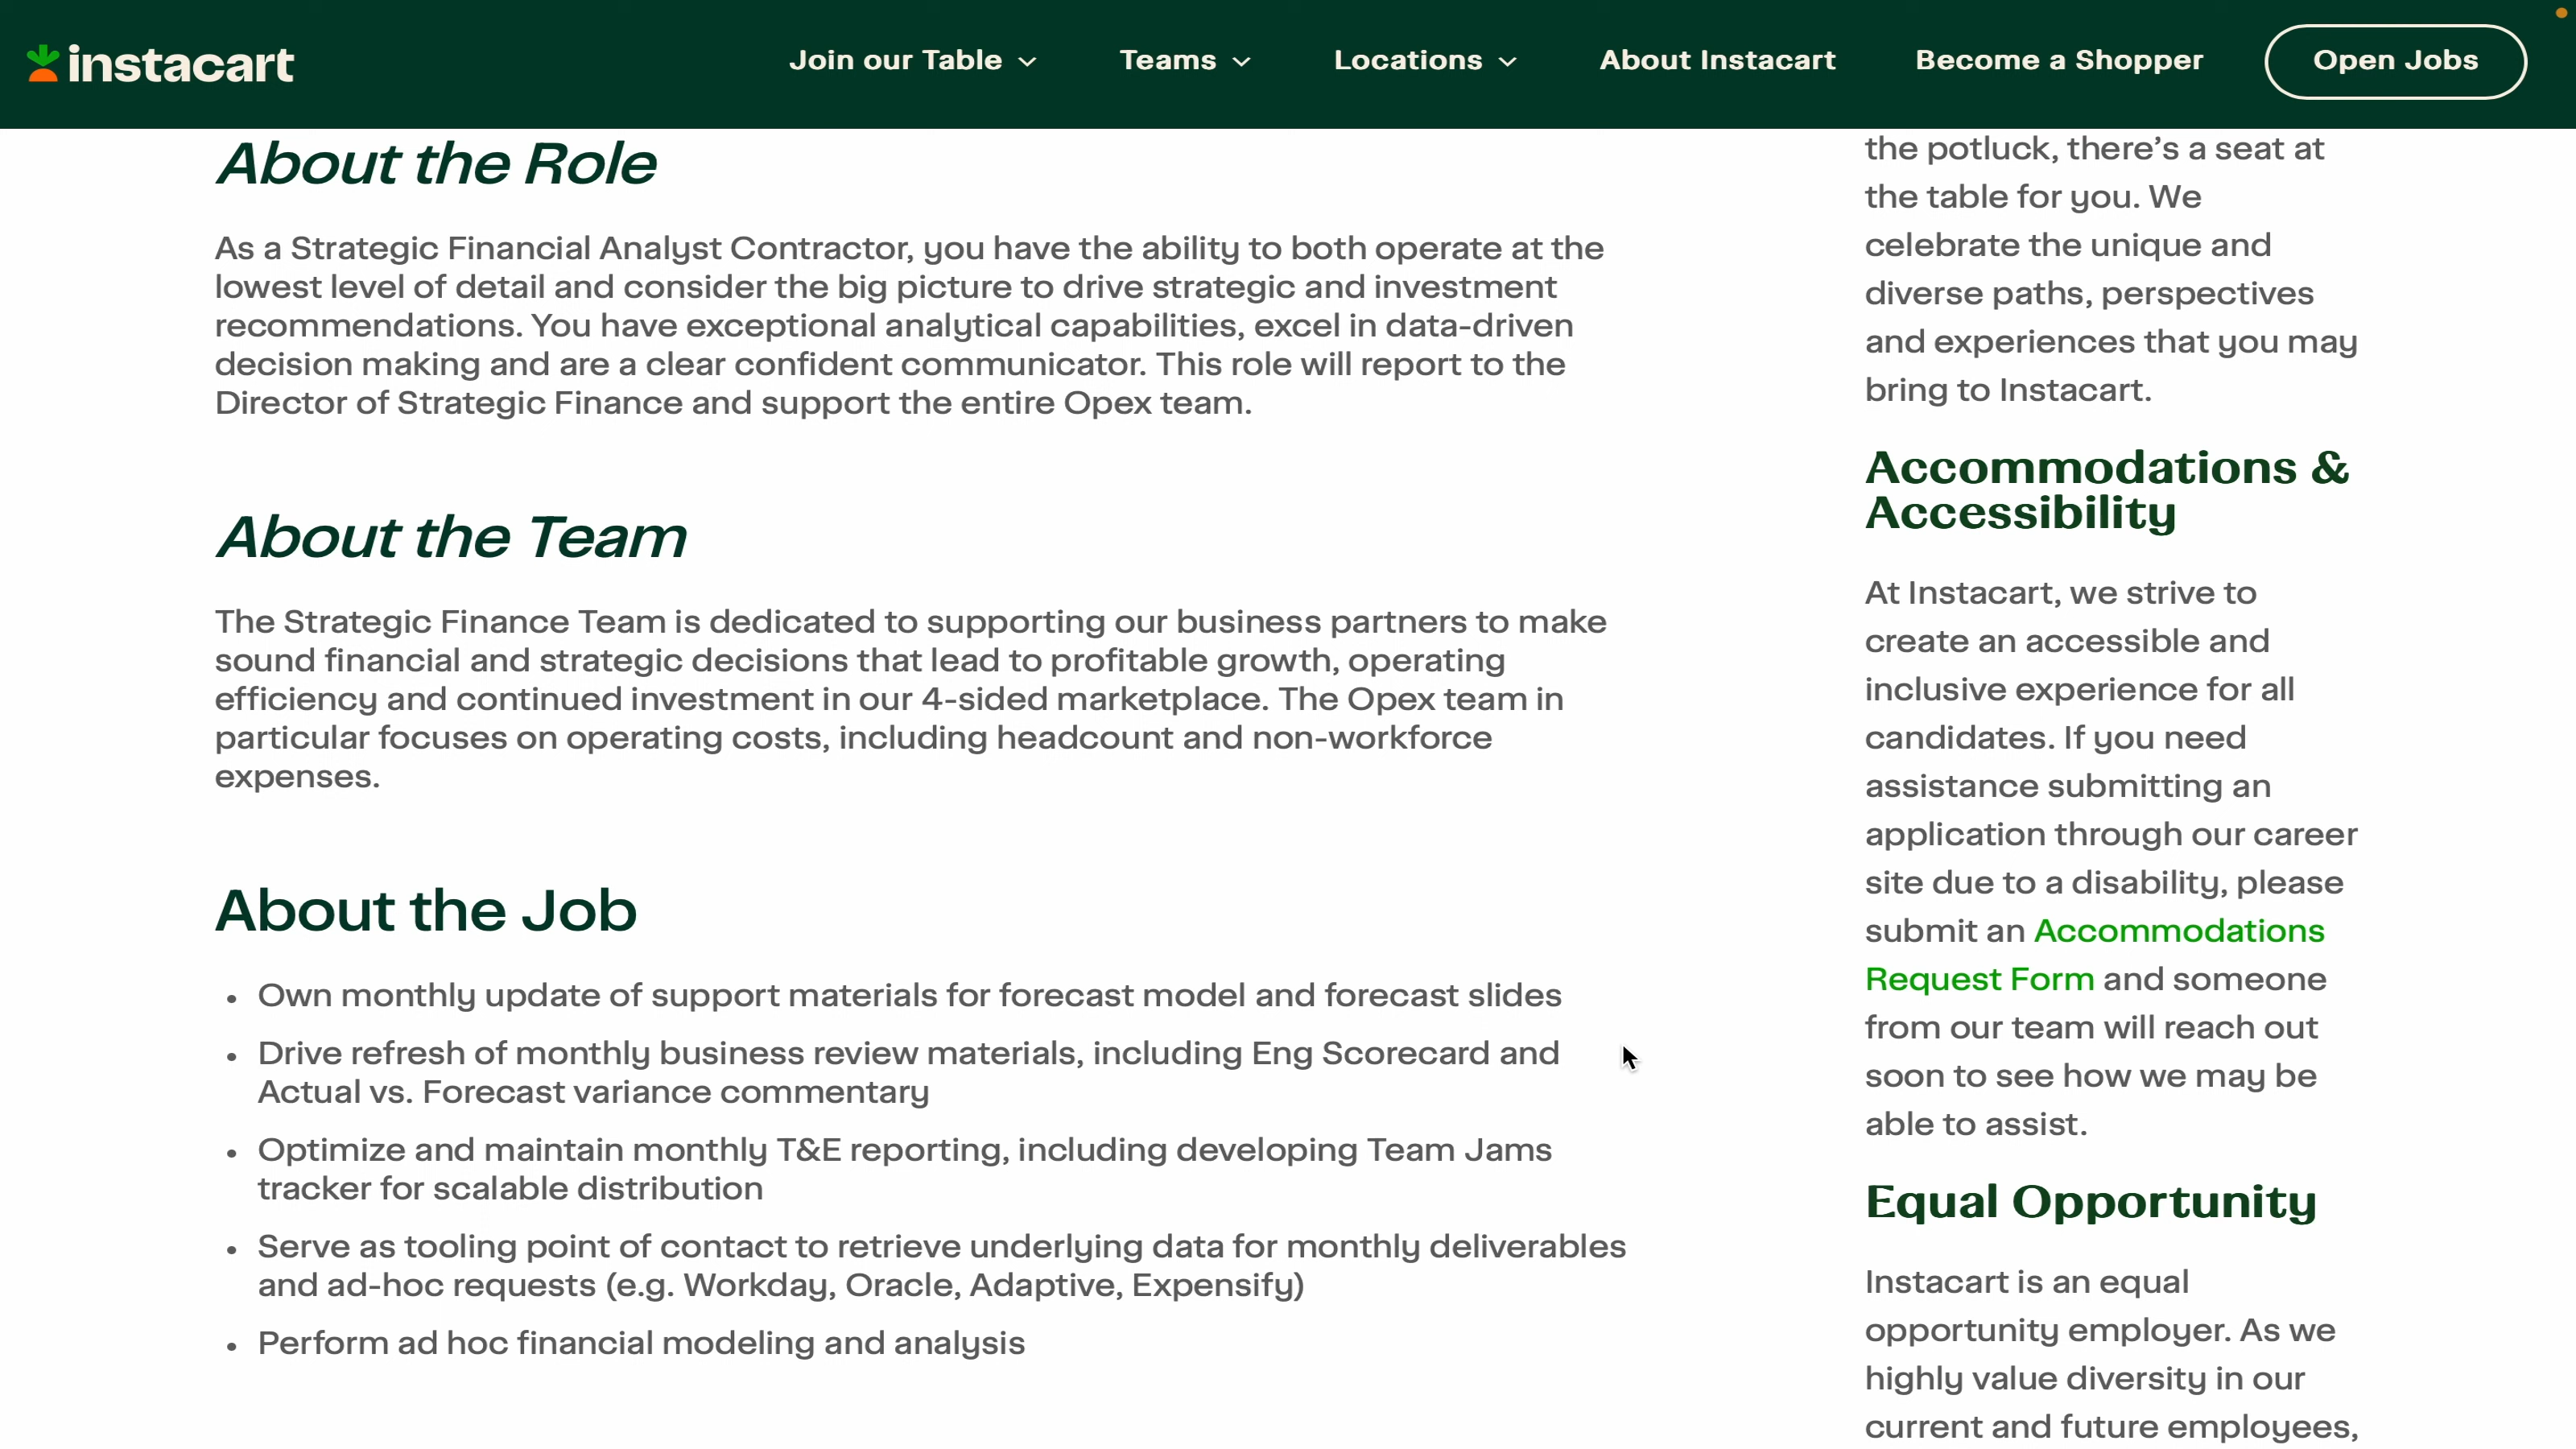 instacart
Join our Table
Teams
Locations
About Instacart
Become a Shopper
Open Jobs
About the Role
As a Strategic Financial Analyst Contractor, you have the ability to both operate at the
lowest level of detail and consider the big picture to drive strategic and investment
recommendations. You have exceptional analytical capabilities, excel in data-driven
decision making and are a clear confident communicator. This role will report to the
Director of Strategic Finance and support the entire Opex team.
About the Team
The Strategic Finance Team is dedicated to supporting our business partners to make
sound financial and strategic decisions that lead to profitable growth, operating
efficiency and continued investment in our 4-sided marketplace. The Opex team in
particular focuses on operating costs, including headcount and non-workforce
expenses.
About the Job
• Own monthly update of support materials for forecast model and forecast slides
• Drive refresh of monthly business review materials, including Eng Scorecard and
Actual vs. Forecast variance commentary
• Optimize and maintain monthly T&E reporting, including developing Team Jams
tracker for scalable distribution
• Serve as tooling point of contact to retrieve underlying data for monthly deliverables
and ad-hoc requests (e.g. Workday, Oracle, Adaptive, Expensify)
• Perform ad hoc financial modeling and analysis
the potluck, there’s a seat at
the table for you. We
celebrate the unique and
diverse paths, perspectives
and experiences that you may
bring to Instacart.
Accommodations &
Accessibility
At Instacart, we strive to
create an accessible and
inclusive experience for all
candidates. If you need
assistance submitting an
application through our career
site due to a disability, please
submit an Accommodations
Request Form and someone
from our team will reach out
soon to see how we may be
able to assist.
Equal Opportunity
Instacart is an equal
opportunity employer. As we
highly value diversity in our
current and future employees,